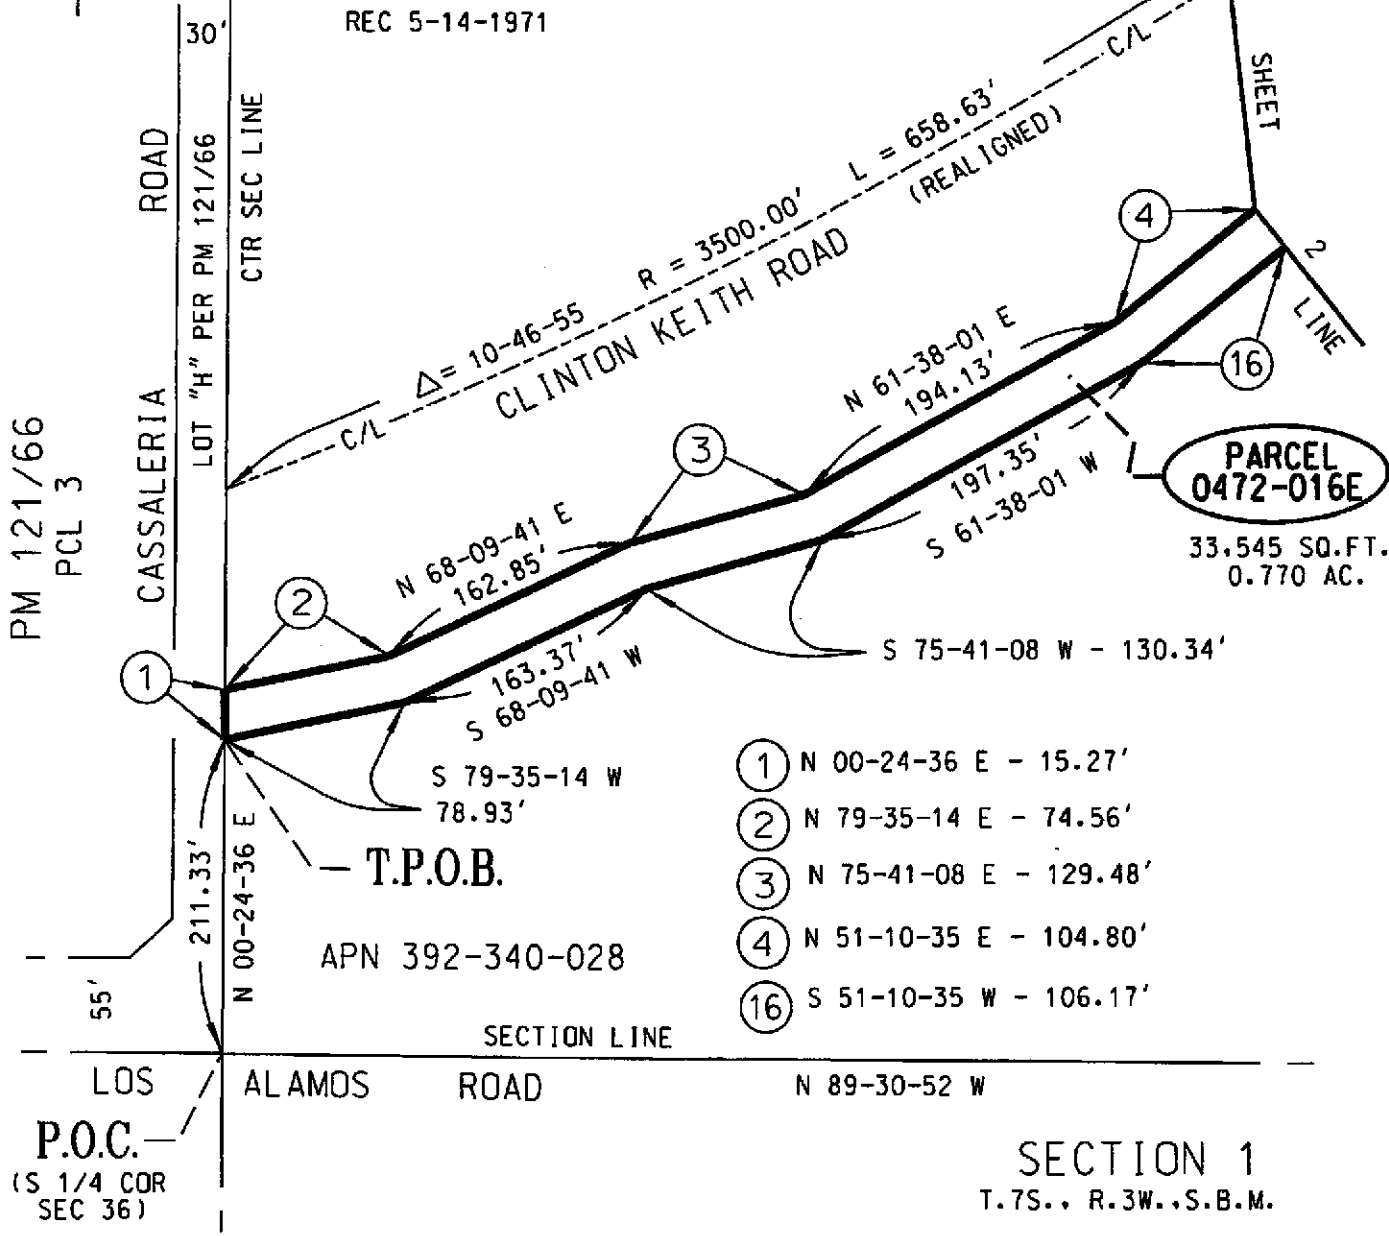 REC 5-14-1971
30'
SHEET
2
LINE
C/L
Δ= 10-46-55 R = 3500.00' L = 658.63'
(REALIGNED)
CLINTON KEITH ROAD
C/L
CASSALERIA ROAD
LOT "H" PER PM 121/66
CTR SEC LINE
PM 121/66
PCL 3
4
16
3
2
1
N 61-38-01 E
194.13'
197.35'
S 61-38-01 W
PARCEL
0472-016E
33.545 SQ.FT.
0.770 AC.
N 68-09-41 E
162.85'
163.37'
S 68-09-41 W
S 75-41-08 W - 130.34'
S 79-35-14 W
78.93'
T.P.O.B.
211.33'
N 00-24-36 E
APN 392-340-028
1 N 00-24-36 E - 15.27'
2 N 79-35-14 E - 74.56'
3 N 75-41-08 E - 129.48'
4 N 51-10-35 E - 104.80'
16 S 51-10-35 W - 106.17'
55'
SECTION LINE
LOS ALAMOS ROAD
N 89-30-52 W
P.O.C.
(S 1/4 COR
SEC 36)
SECTION 1
T.7S., R.3W.,S.B.M.